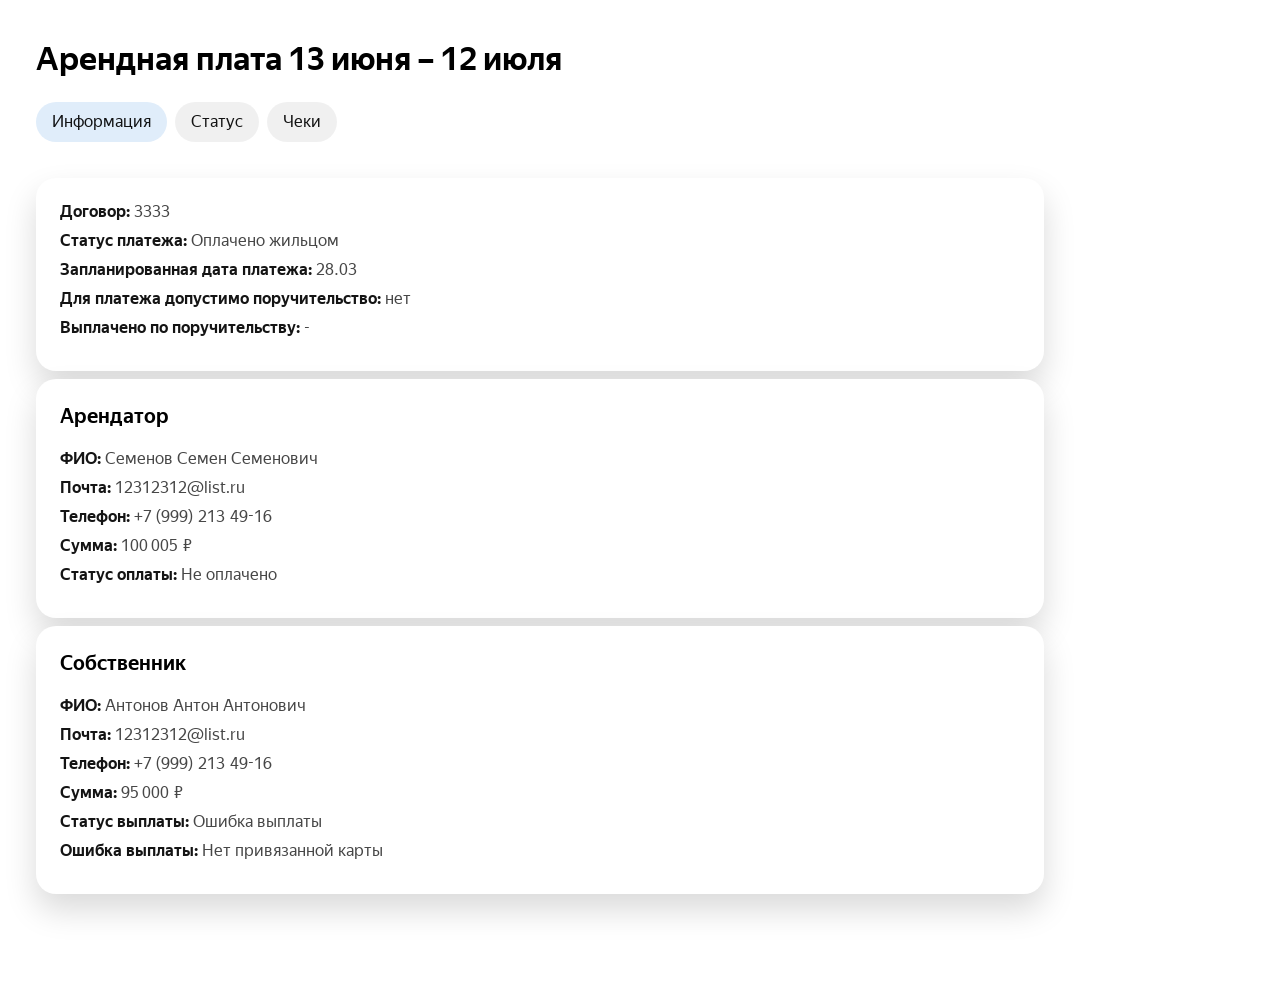 Арендная плата 13 июня – 12 июля
Информация
Статус
Чеки
Договор: 3333
Статус платежа: Оплачено жильцом
Запланированная дата платежа: 28.03
Для платежа допустимо поручительство: нет
Выплачено по поручительству: -
Арендатор
ФИО: Семенов Семен Семенович
Почта: 12312312@list.ru
Телефон: +7 (999) 213 49-16
Сумма: 100 005 ₽
Статус оплаты: Не оплачено
Собственник
ФИО: Антонов Антон Антонович
Почта: 12312312@list.ru
Телефон: +7 (999) 213 49-16
Сумма: 95 000 ₽
Статус выплаты: Ошибка выплаты
Ошибка выплаты: Нет привязанной карты